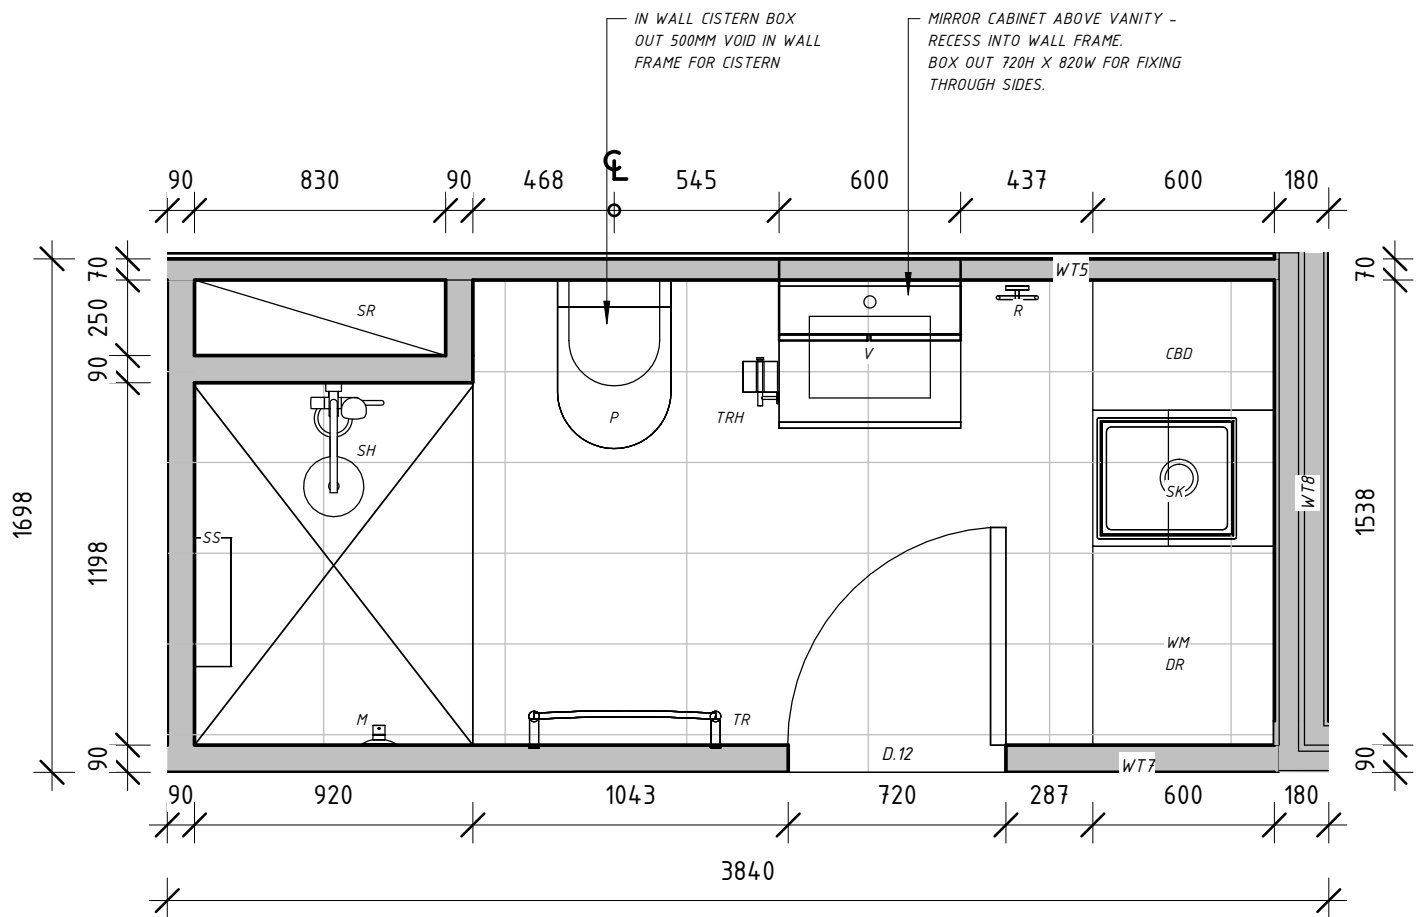 IN WALL CISTERN BOX
OUT 500MM VOID IN WALL
FRAME FOR CISTERN
MIRROR CABINET ABOVE VANITY -
RECESS INTO WALL FRAME.
BOX OUT 720H X 820W FOR FIXING
THROUGH SIDES.
℄
90 830 90 468 545 600 437 600 180
70
250
90
1198
90
1698
WT5
70
SR
R
V
CBD
P
TRH
SH
SK
WT8
1538
SS
WM
DR
M
TR
D.12
WT7
90
90 920 1043 720 287 600 180
3840